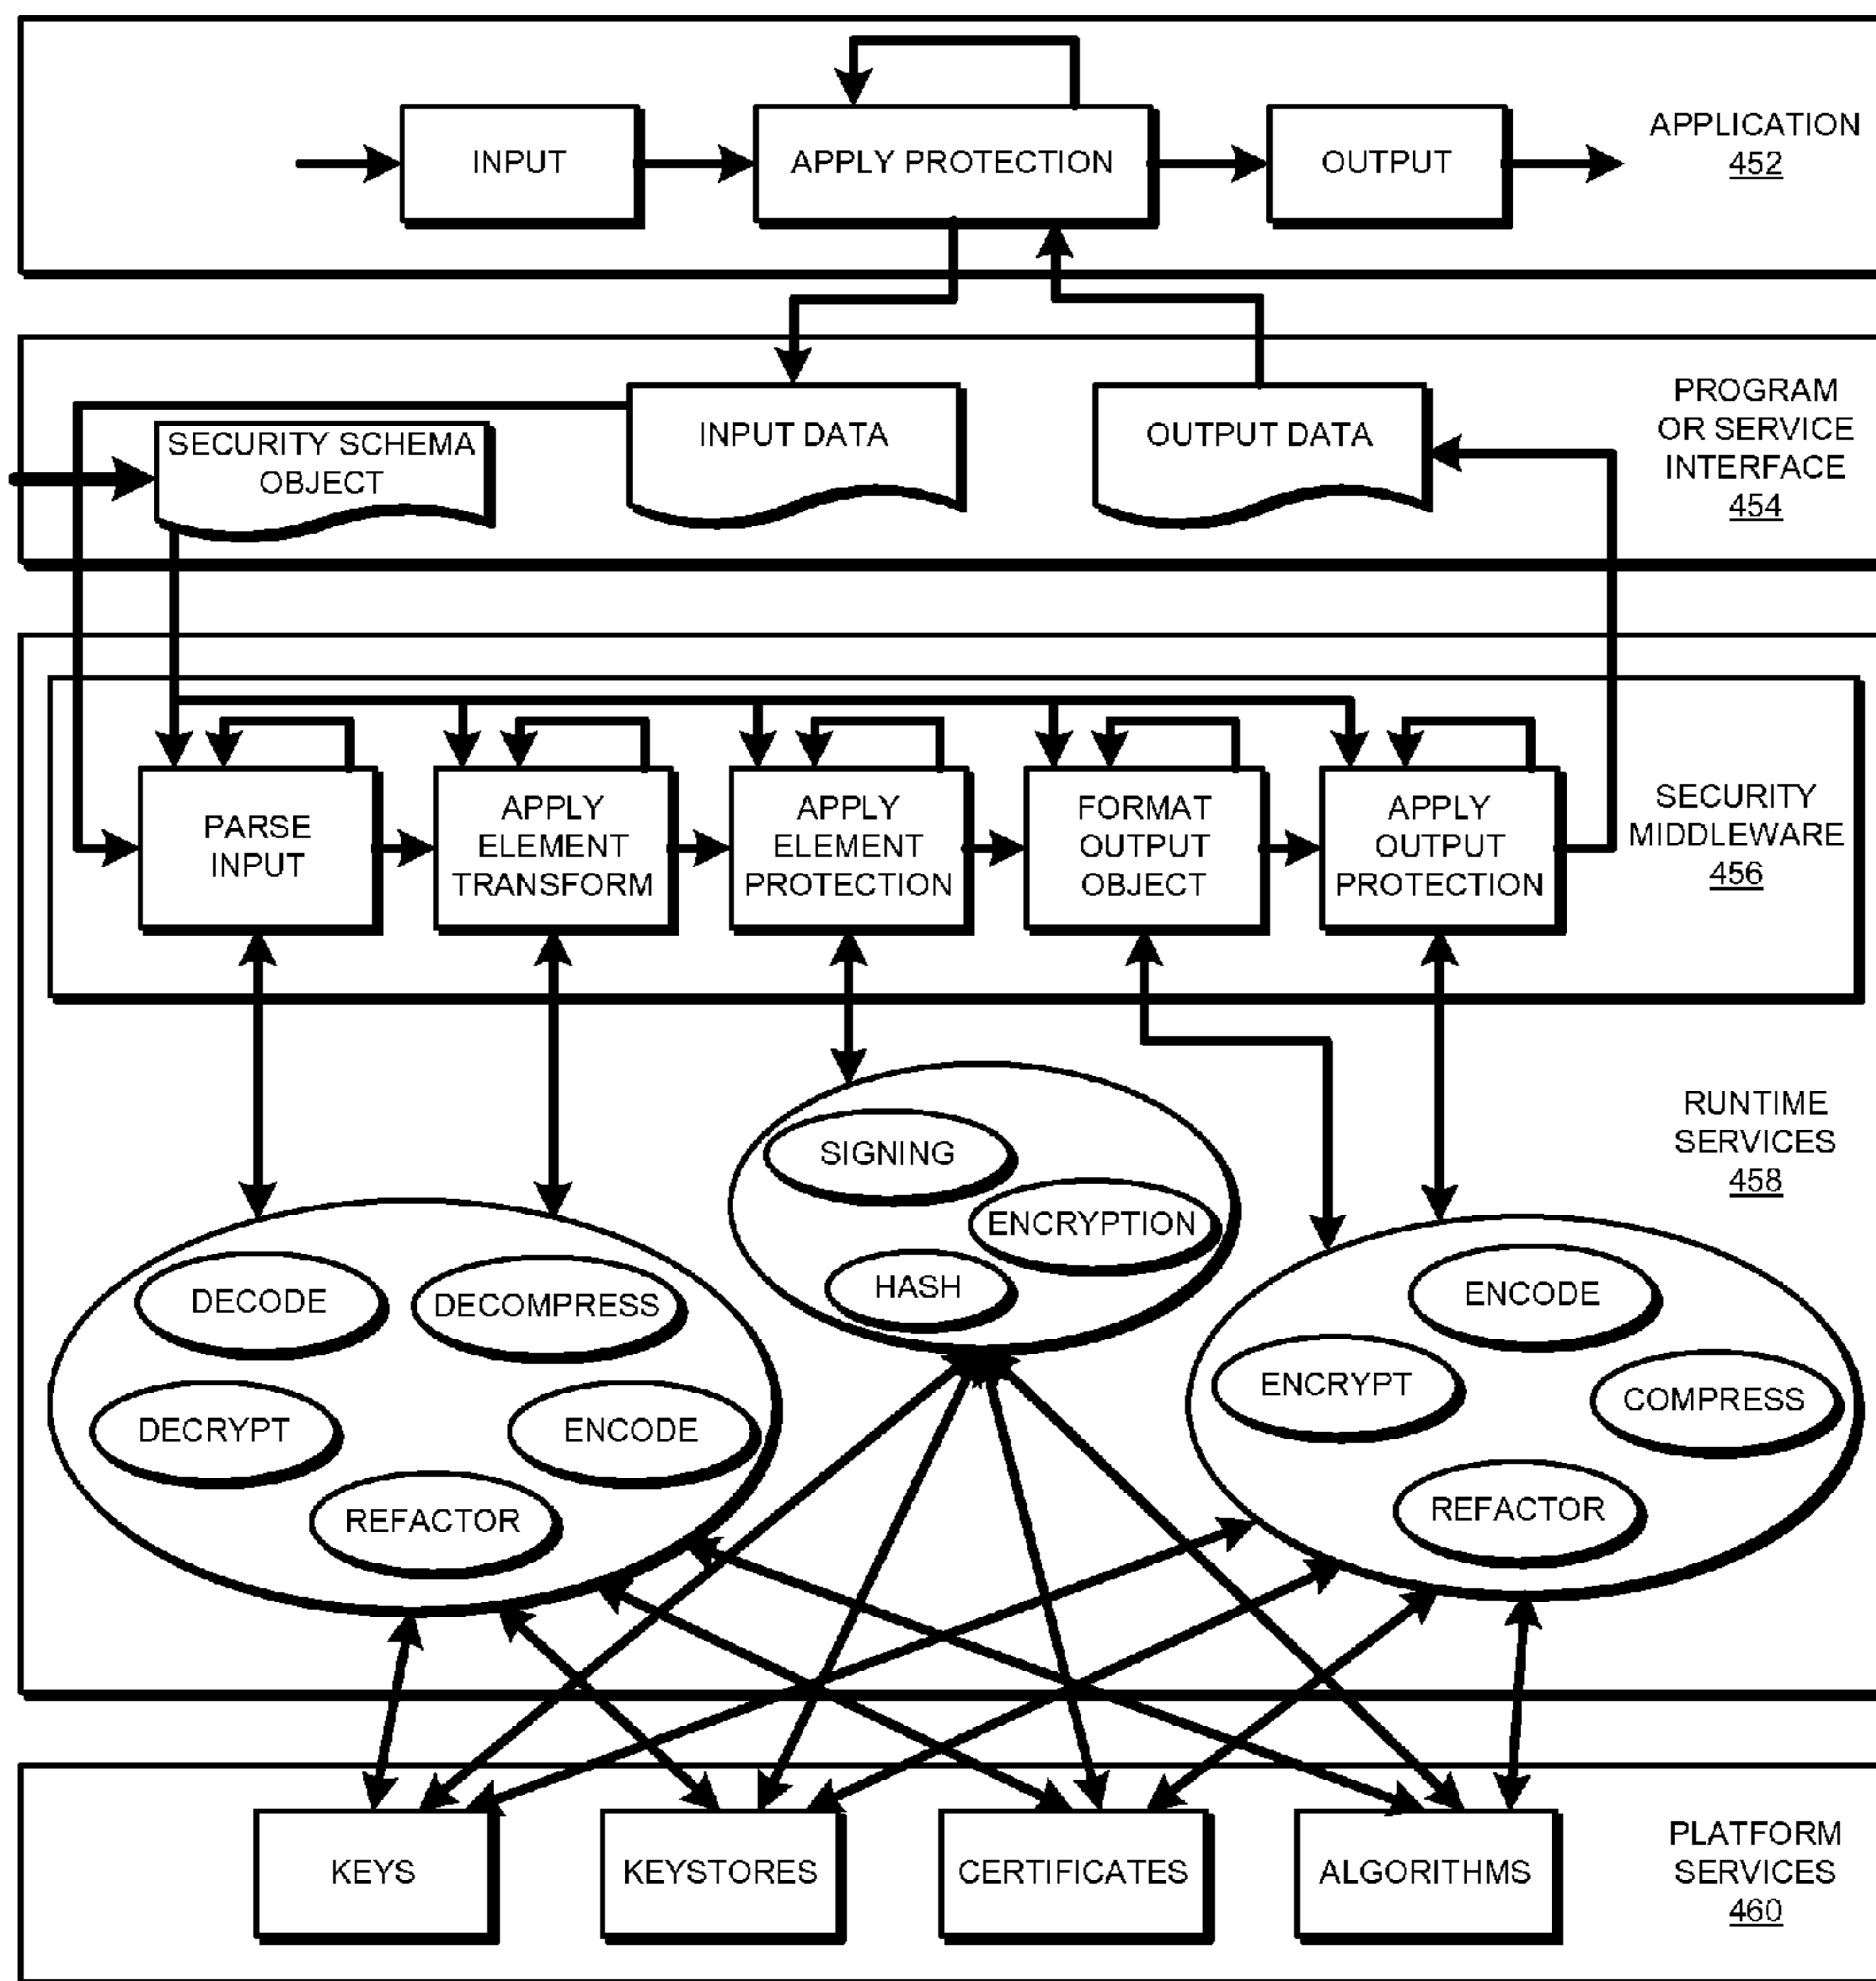 INPUT
APPLY PROTECTION
OUTPUT
APPLICATION
452
SECURITY SCHEMA
OBJECT
INPUT DATA
OUTPUT DATA
PROGRAM
OR SERVICE
INTERFACE
454
PARSE
INPUT
APPLY
ELEMENT
TRANSFORM
APPLY
ELEMENT
PROTECTION
FORMAT
OUTPUT
OBJECT
APPLY
OUTPUT
PROTECTION
SECURITY
MIDDLEWARE
456
RUNTIME
SERVICES
458
DECODE
DECOMPRESS
DECRYPT
ENCODE
REFACTOR
SIGNING
ENCRYPTION
HASH
ENCODE
ENCRYPT
COMPRESS
REFACTOR
KEYS
KEYSTORES
CERTIFICATES
ALGORITHMS
PLATFORM
SERVICES
460